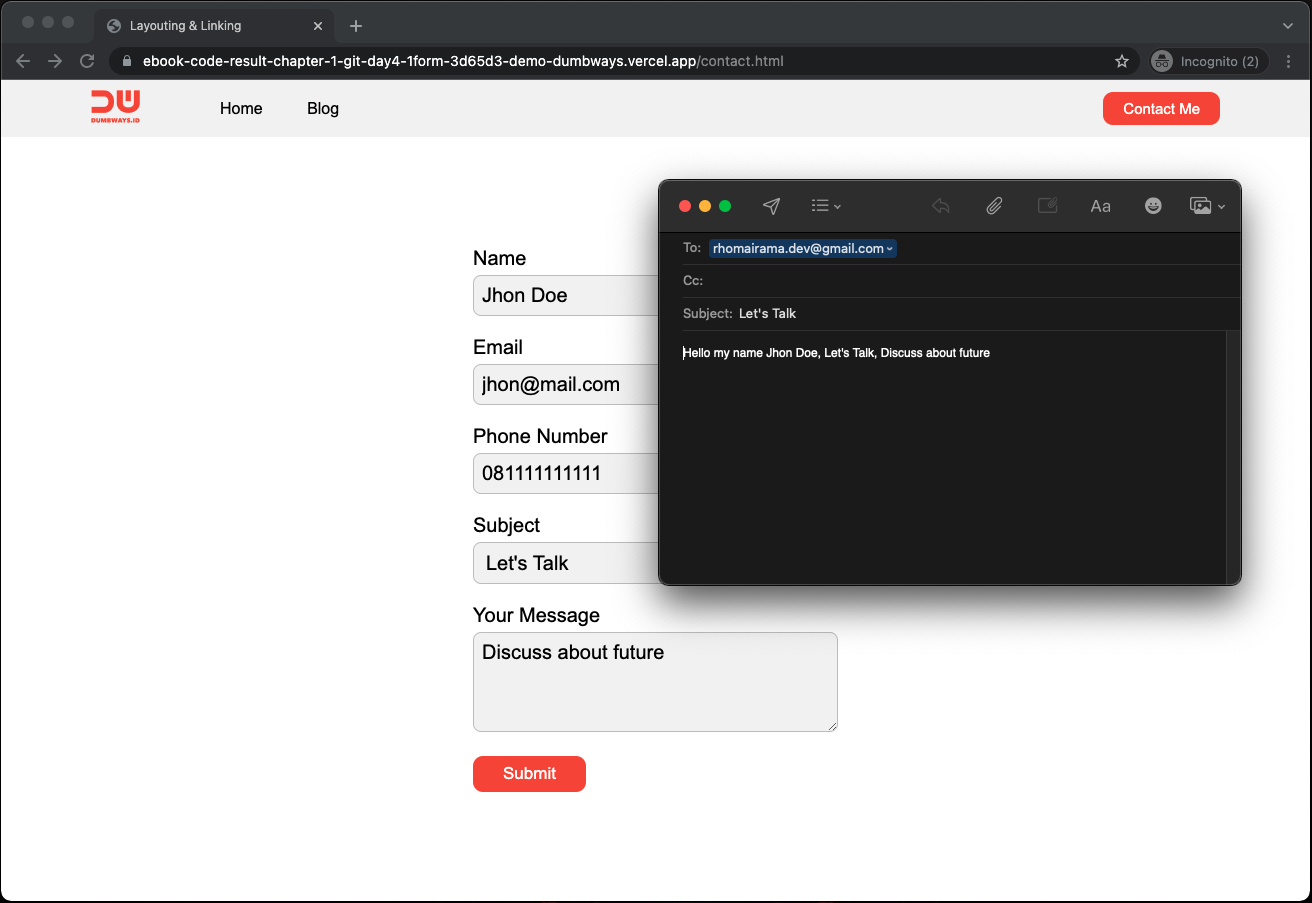 Layouting & Linking
ebook-code-result-chapter-1-git-day4-1form-3d65d3-demo-dumbways.vercel.app/contact.html
Incognito (2)
DUMBWAYS.ID
Home
Blog
Contact Me
Name
Jhon Doe
Email
jhon@mail.com
Phone Number
081111111111
Subject
Let's Talk
Your Message
Discuss about future
Submit
Aa
To: rhomairama.dev@gmail.com
Cc:
Subject: Let's Talk
Hello my name Jhon Doe, Let's Talk, Discuss about future